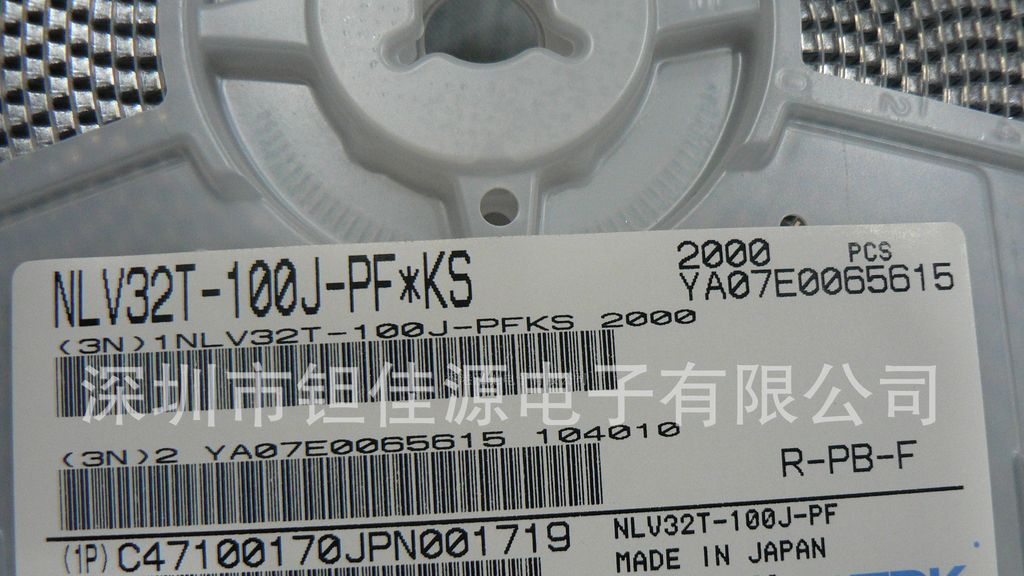 NLV32T-100J-PF*KS
2000 PCS
YA07E0065615
(3N)1NLV32T-100J-PFKS 2000
深圳市钽佳源电子有限公司
(3N)2 YA07E0065615 104010
R-PB-F
(1P)C47100170JPN001719
NLV32T-100J-PF
MADE IN JAPAN
TDK